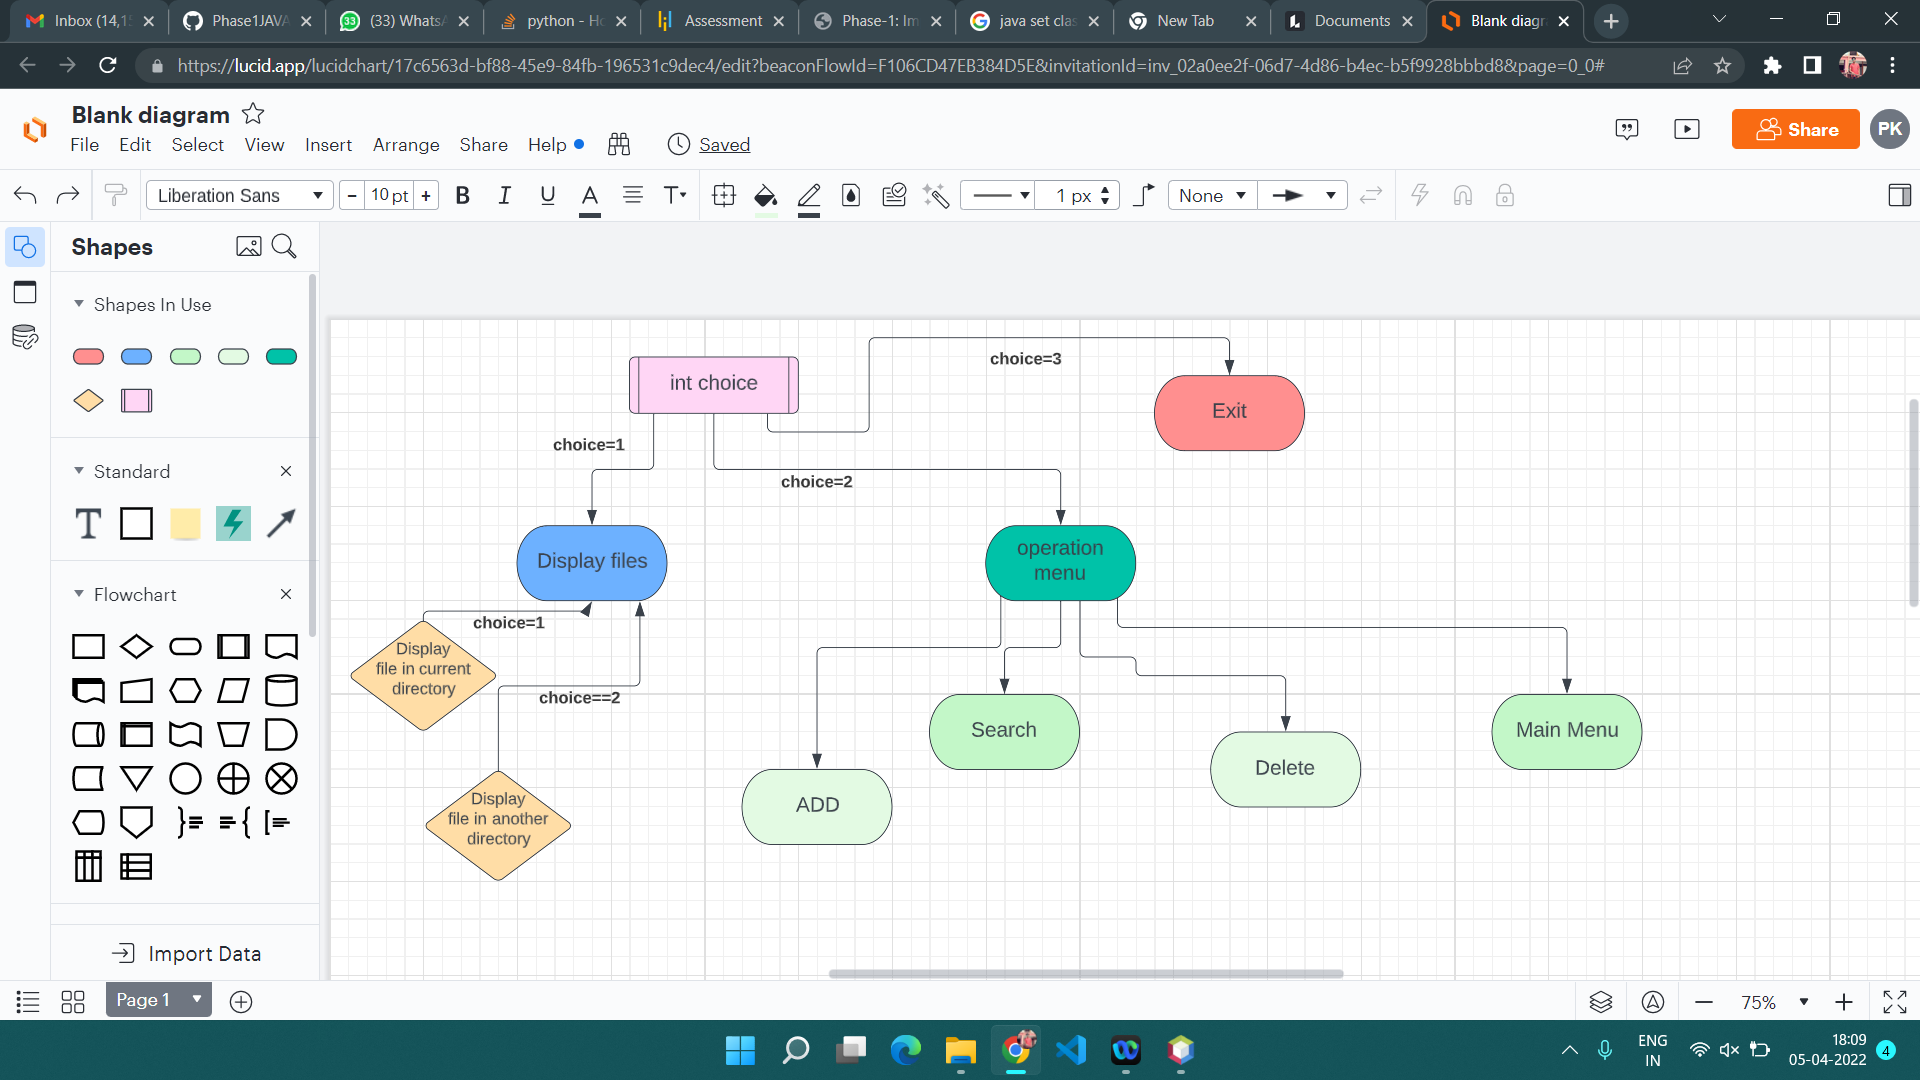 Inbox (14,1
Phase1JAVA
(33) WhatsA
python - Ho
Assessment
Phase-1: Im
java set clas
New Tab
Documents
Blank diagra
https://lucid.app/lucidchart/17c6563d-bf88-45e9-84fb-196531c9dec4/edit?beaconFlowId=F106CD47EB384D5E&invitationId=inv_02a0ee2f-06d7-4d86-b4ec-b5f9928bbbd8&page=0_0#
Blank diagram
File Edit Select View Insert Arrange Share Help Saved
Share
PK
Liberation Sans
- 10 pt +
B I U A T
1 px
None
Shapes
Shapes In Use
Standard
T
Flowchart
Import Data
int choice
choice=3
Exit
choice=1
choice=2
Display files
operation
menu
choice=1
Display
file in current
directory
choice==2
Search
Main Menu
Delete
ADD
Display
file in another
directory
Page 1
75%
ENG
IN
18:09
05-04-2022
4